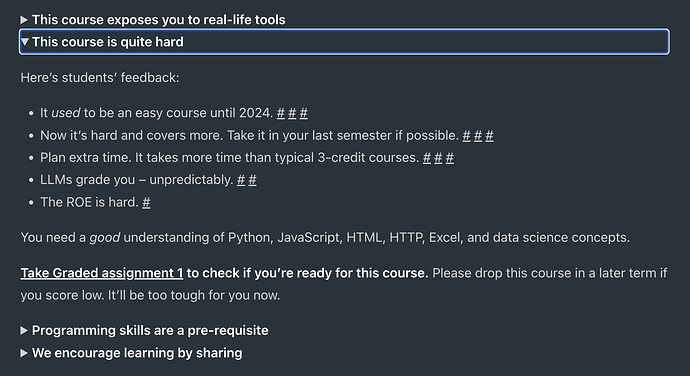 ▶ This course exposes you to real-life tools
▼ This course is quite hard
Here’s students’ feedback:
• It used to be an easy course until 2024. # # #
• Now it’s hard and covers more. Take it in your last semester if possible. # # #
• Plan extra time. It takes more time than typical 3-credit courses. # # #
• LLMs grade you – unpredictably. # #
• The ROE is hard. #
You need a good understanding of Python, JavaScript, HTML, HTTP, Excel, and data science concepts.
Take Graded assignment 1 to check if you’re ready for this course. Please drop this course in a later term if
you score low. It’ll be too tough for you now.
▶ Programming skills are a pre-requisite
▶ We encourage learning by sharing